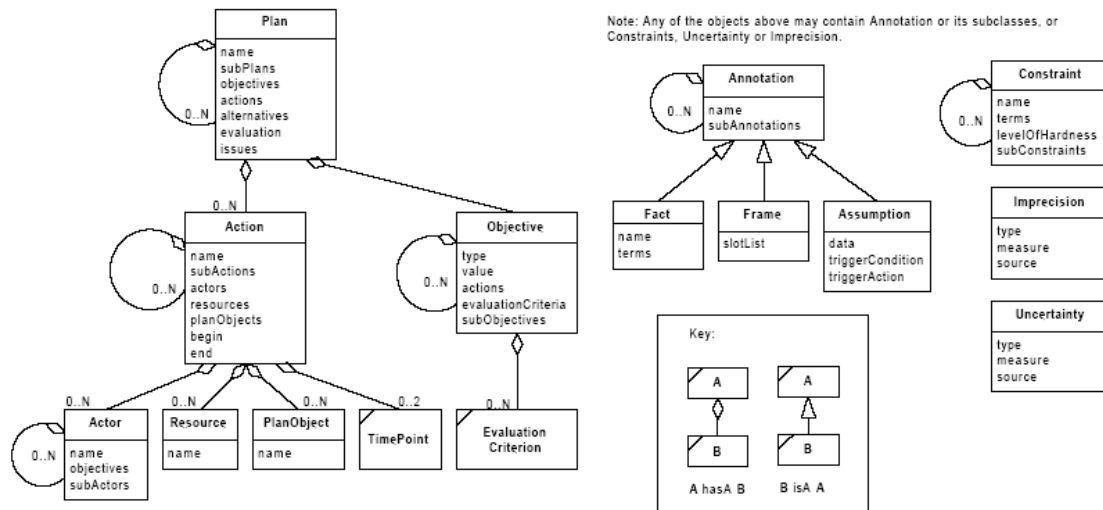 Plan
name
subPlans
objectives
actions
alternatives
evaluation
issues
0..N
0..N
Action
name
subActions
actors
resources
planObjects
begin
end
0..N
Objective
type
value
actions
evaluationCriteria
subObjectives
0..N
0..N
0..N
0..N
0..2
0..N
Actor
name
objectives
subActors
0..N
Resource
name
PlanObject
name
TimePoint
Evaluation
Criterion
Note: Any of the objects above may contain Annotation or its subclasses, or
Constraints, Uncertainty or Imprecision.
Annotation
name
subAnnotations
0..N
Fact
name
terms
Frame
slotList
Assumption
data
triggerCondition
triggerAction
Constraint
name
terms
levelOfHardness
subConstraints
0..N
Imprecision
type
measure
source
Uncertainty
type
measure
source
Key:
A
B
A hasA B
A
B
B isA A